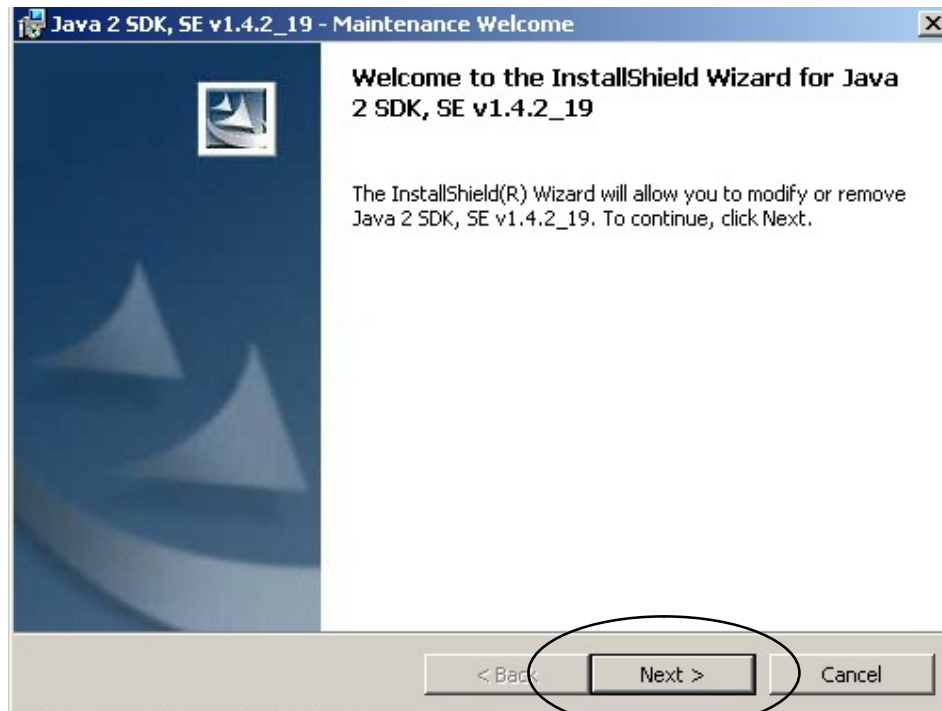 Java 2 SDK, SE v1.4.2_19 - Maintenance Welcome
Welcome to the InstallShield Wizard for Java
2 SDK, SE v1.4.2_19
The InstallShield(R) Wizard will allow you to modify or remove
Java 2 SDK, SE v1.4.2_19. To continue, click Next.
< Back
Next >
Cancel